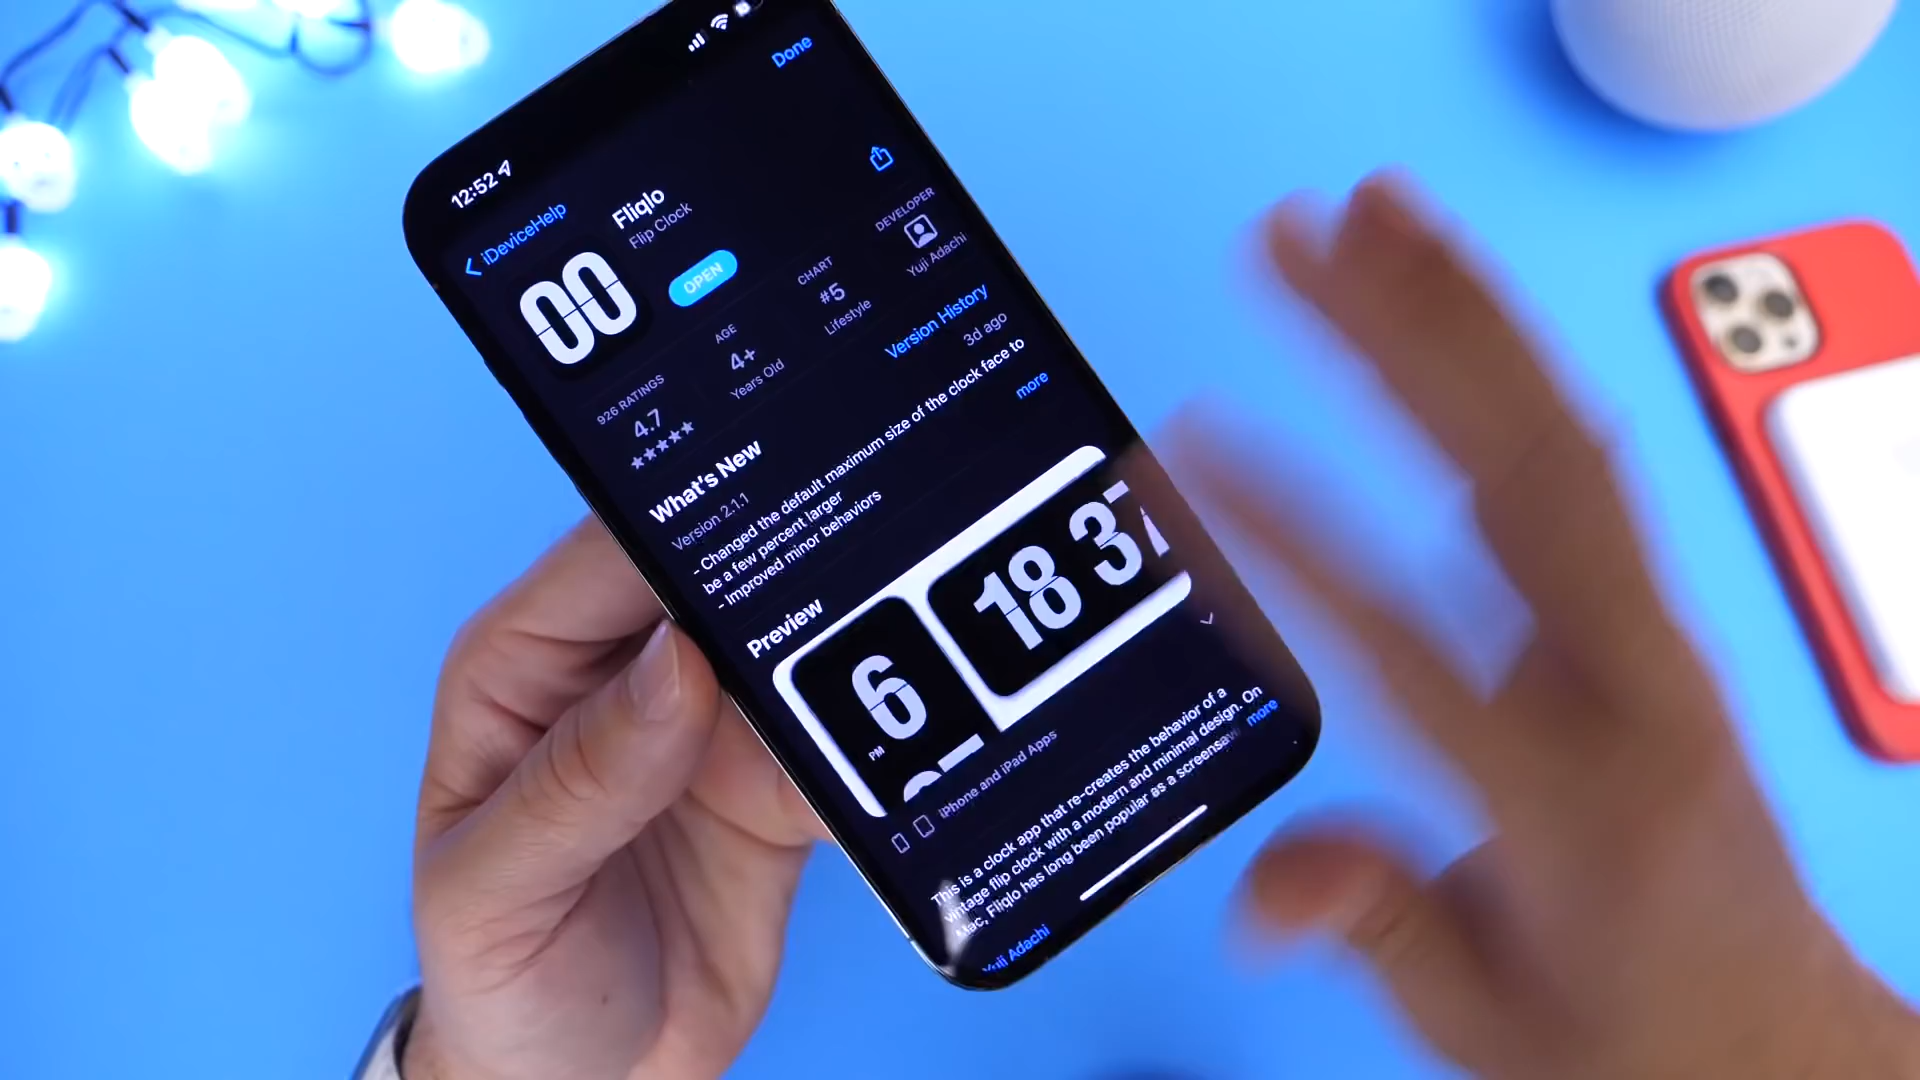 12:52
Done
iDeviceHelp
00
Fliqlo
Flip Clock
OPEN
926 RATINGS
4.7
★★★★★
AGE
4+
Years Old
CHART
#5
Lifestyle
DEVELOPER
Yuji Adachi
What's New
Version History
Version 2.1.1
3d ago
- Changed the default maximum size of the clock face to
be a few percent larger
- Improved minor behaviors
more
Preview
6
PM
18 37
iPhone and iPad Apps
This is a clock app that re-creates the behavior of a
vintage flip clock with a modern and minimal design. On
Mac, Fliqlo has long been popular as a screensav
more
Yuji Adachi